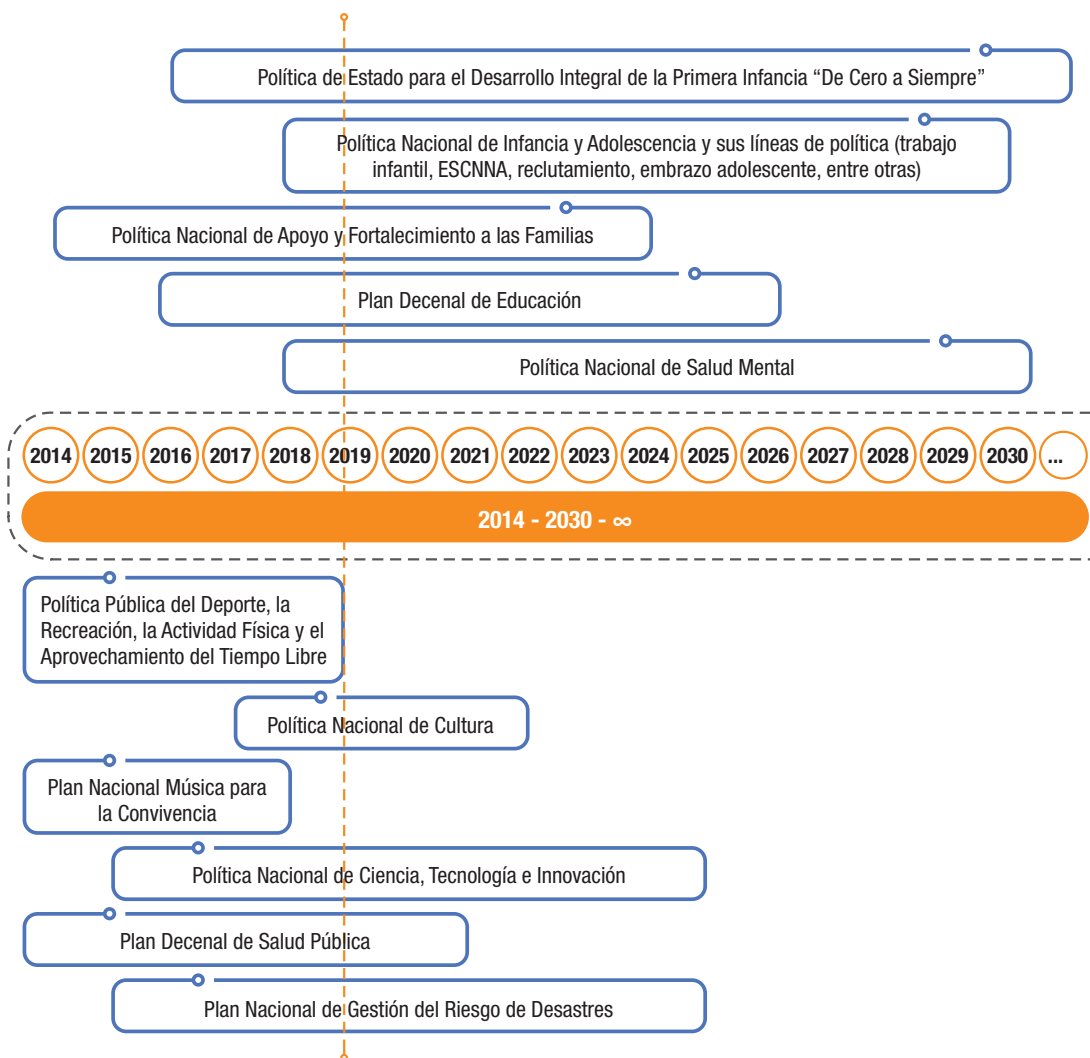 Política de Estado para el Desarrollo Integral de la Primera Infancia “De Cero a Siempre”
Política Nacional de Infancia y Adolescencia y sus líneas de política (trabajo
infantil, ESCNNA, reclutamiento, embrazo adolescente, entre otras)
Política Nacional de Apoyo y Fortalecimiento a las Familias
Plan Decenal de Educación
Política Nacional de Salud Mental
2014 2015 2016 2017 2018 2019 2020 2021 2022 2023 2024 2025 2026 2027 2028 2029 2030 ...
2014 - 2030 - ∞
Política Pública del Deporte, la
Recreación, la Actividad Física y el
Aprovechamiento del Tiempo Libre
Política Nacional de Cultura
Plan Nacional Música para
la Convivencia
Política Nacional de Ciencia, Tecnología e Innovación
Plan Decenal de Salud Pública
Plan Nacional de Gestión del Riesgo de Desastres